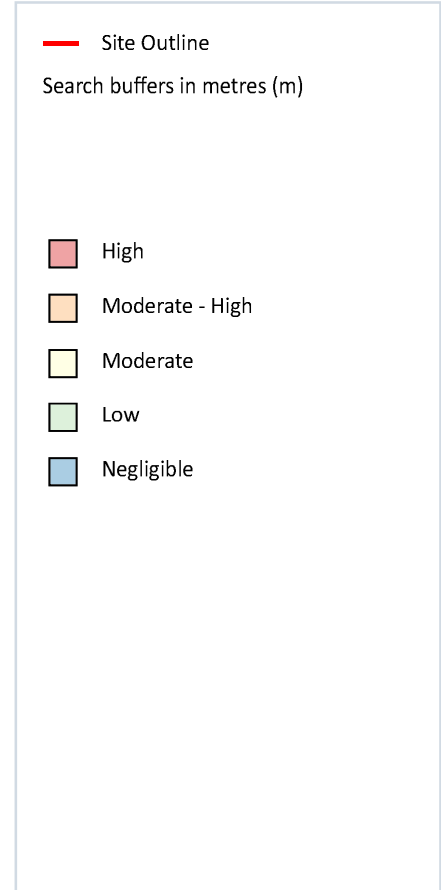 Site Outline
Search buffers in metres (m)
High
Moderate - High
Moderate
Low
Negligible